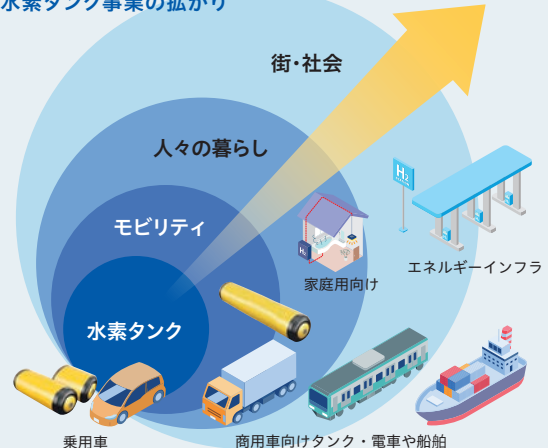 水素タンク事業の拡がり
街・社会
人々の暮らし
モビリティ
水素タンク
H₂
H₂
家庭用向け
エネルギーインフラ
乗用車
商用車向けタンク・電車や船舶